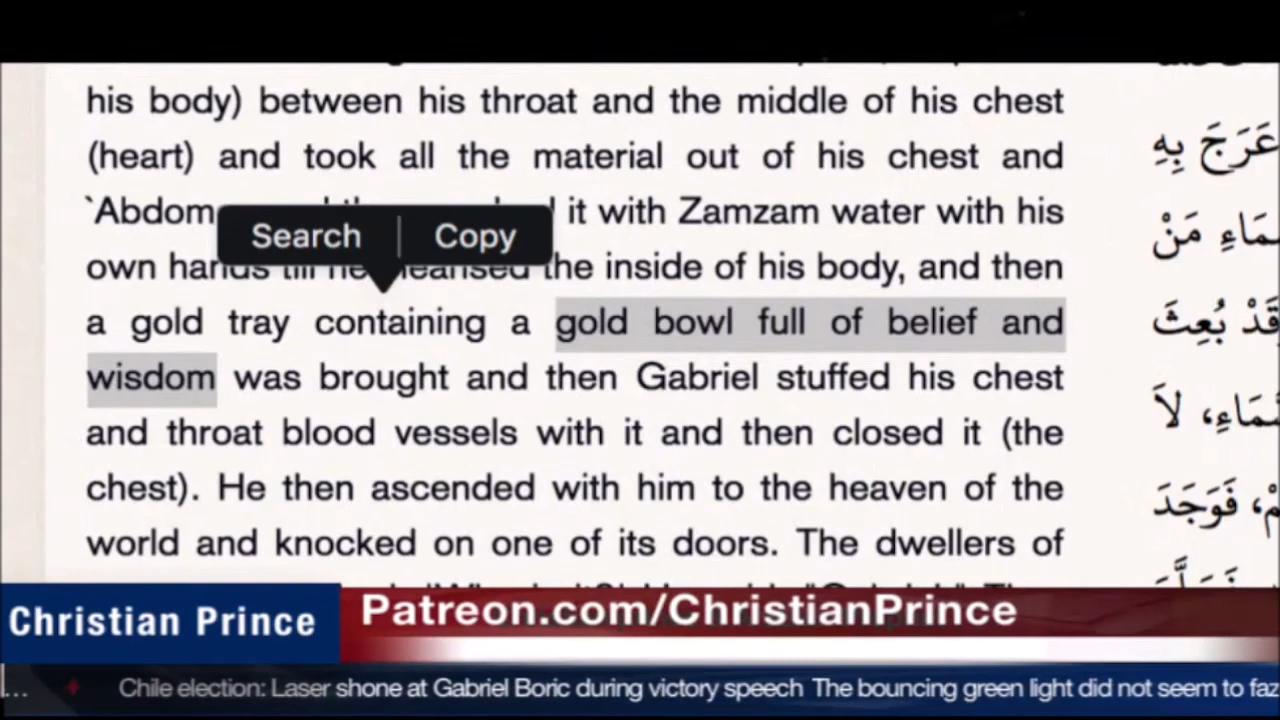 his body) between his throat and the middle of his chest
(heart) and took all the material out of his chest and
Search Copy
it with Zamzam water with his
own hands till he cleansed the inside of his body, and then
a gold tray containing a gold bowl full of belief and
wisdom was brought and then Gabriel stuffed his chest
and throat blood vessels with it and then closed it (the
chest). He then ascended with him to the heaven of the
world and knocked on one of its doors. The dwellers of
عَرَجَ بِهِ
مَنْ
بُعِثَ
لاَ
فَوَجَدَ
Christian Prince
Patreon.com/ChristianPrince
... Chile election: Laser shone at Gabriel Boric during victory speech The bouncing green light did not seem to faz